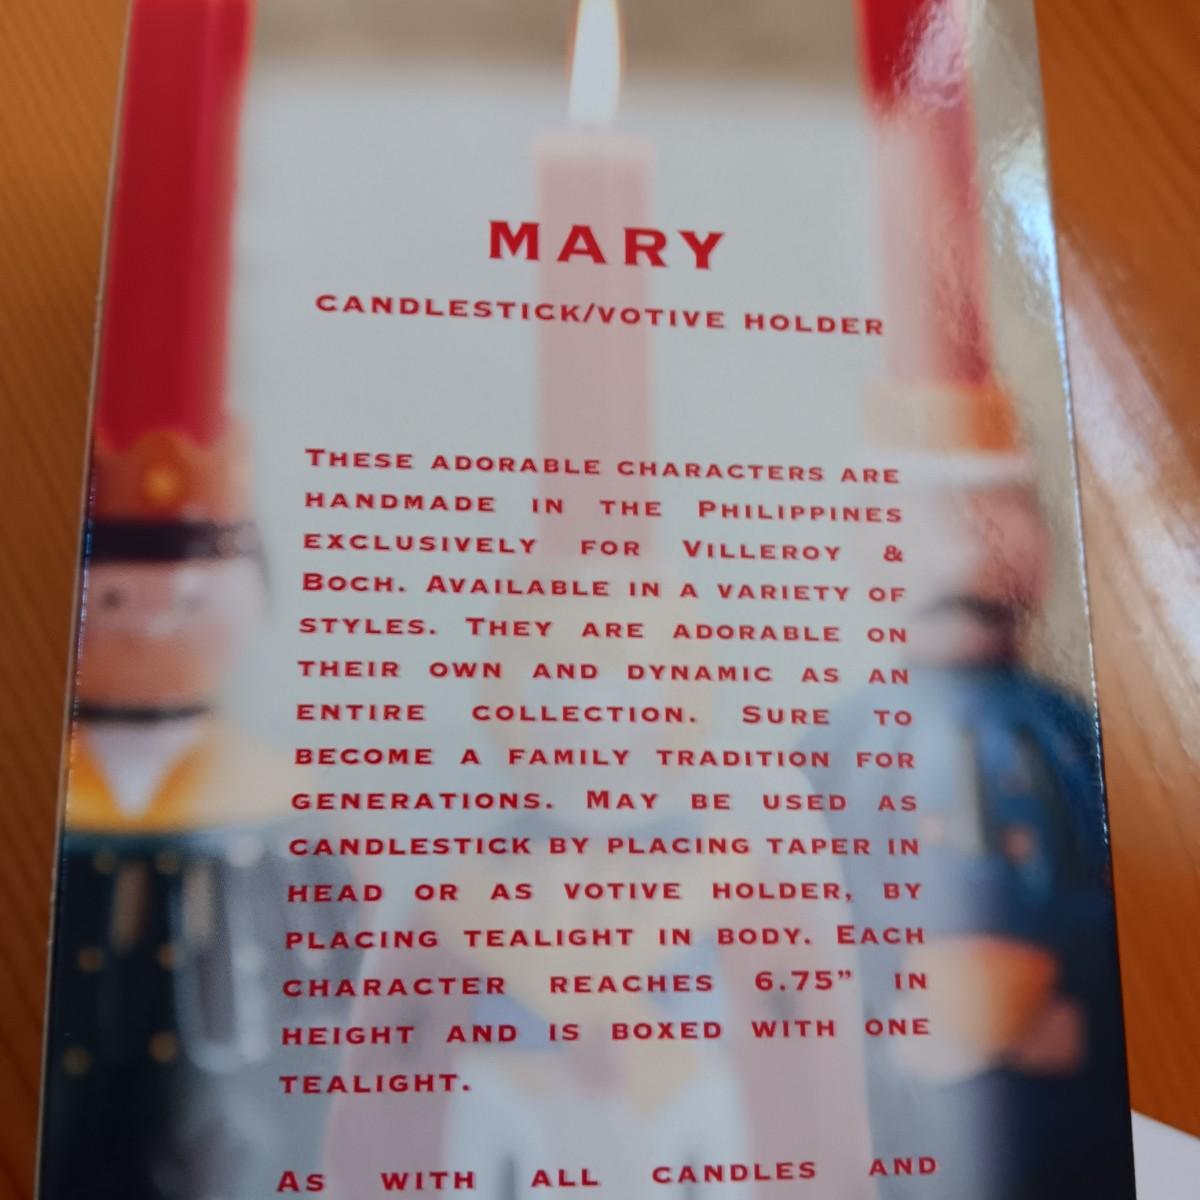 MARY
CANDLESTICK/VOTIVE HOLDER
THESE ADORABLE CHARACTERS ARE
HANDMADE IN THE PHILIPPINES
EXCLUSIVELY FOR VILLEROY &
BOCH. AVAILABLE IN A VARIETY OF
STYLES. THEY ARE ADORABLE ON
THEIR OWN AND DYNAMIC AS AN
ENTIRE COLLECTION. SURE TO
BECOME A FAMILY TRADITION FOR
GENERATIONS. MAY BE USED AS
CANDLESTICK BY PLACING TAPER IN
HEAD OR AS VOTIVE HOLDER, BY
PLACING TEALIGHT IN BODY. EACH
CHARACTER REACHES 6.75” IN
HEIGHT AND IS BOXED WITH ONE
TEALIGHT.
AS WITH ALL CANDLES AND